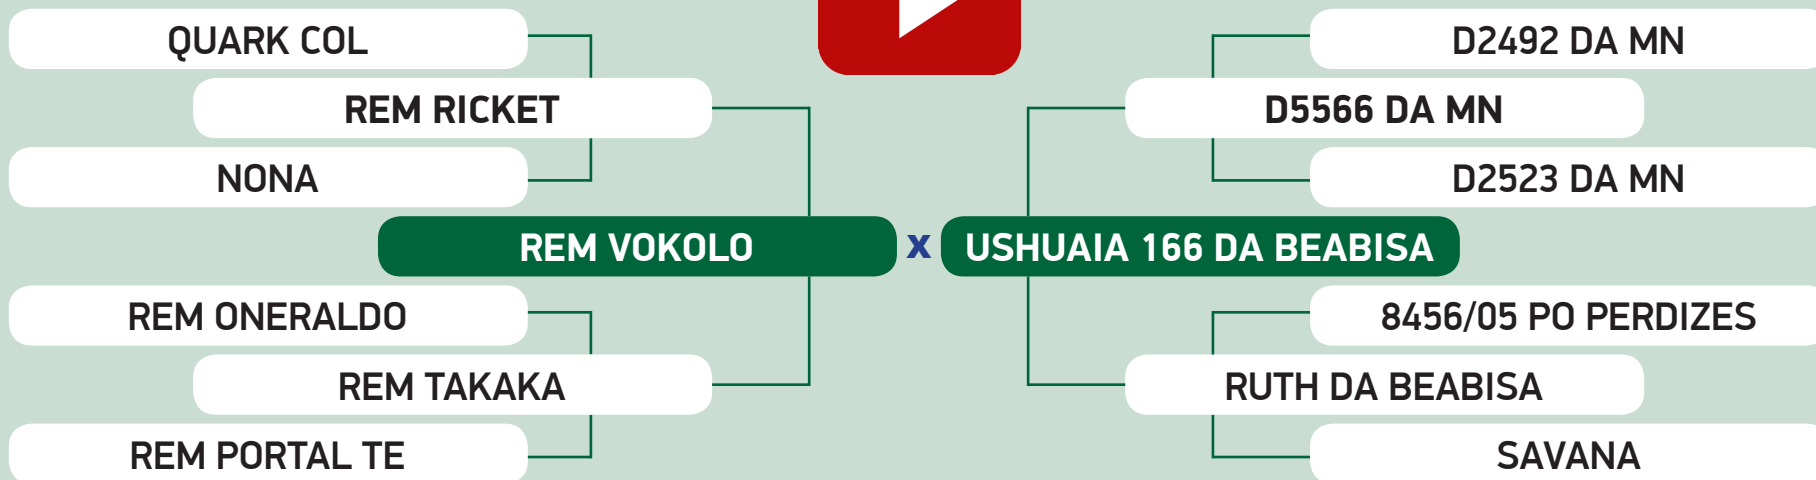 QUARK COL
D2492 DA MN
REM RICKET
D5566 DA MN
NONA
D2523 DA MN
REM VOKOLO x USHUAIA 166 DA BEABISA
REM ONERALDO
8456/05 PO PERDIZES
REM TAKAKA
RUTH DA BEABISA
REM PORTAL TE
SAVANA